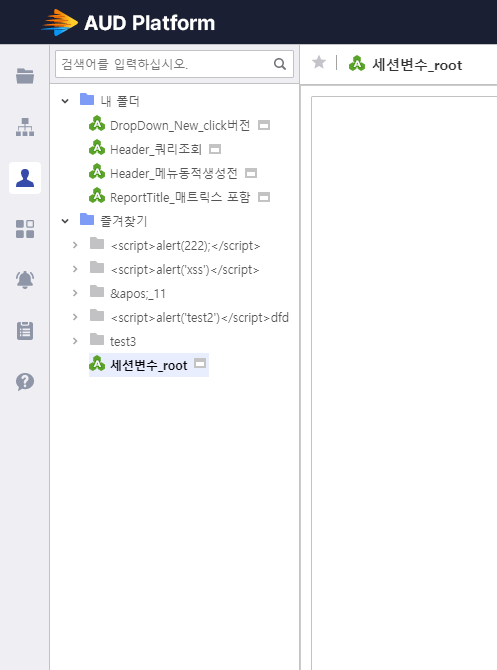 AUD Platform
검색어를 입력하십시오.
세션변수_root
내 폴더
DropDown_New_click버전
Header_쿼리조회
Header_메뉴동적생성전
ReportTitle_매트릭스 포함
즐겨찾기
<script>alert(222);</script>
<script>alert('xss')</script>
&apos;_11
<script>alert('test2')</script>dfd
test3
세션변수_root